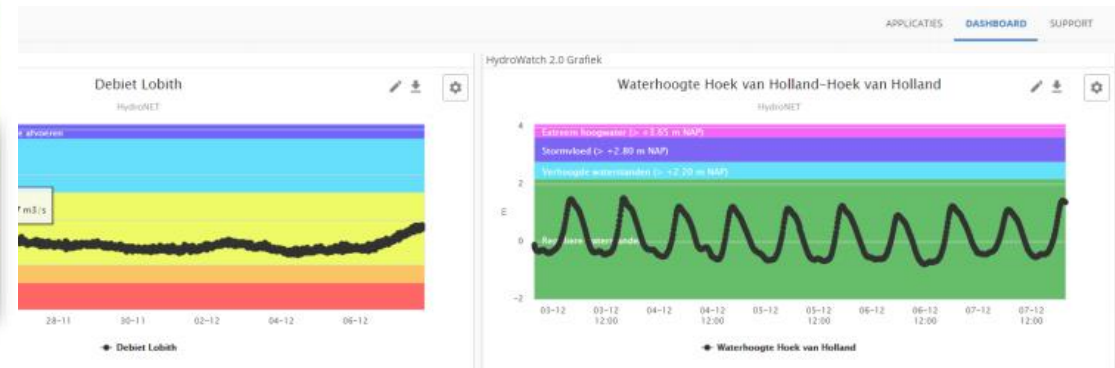 APPLICATIES DASHBOARD SUPPORT
HydroWatch 2.0 Grafiek
Debiet Lobith
HydroNET
e afvoeren
7 m3/s
28-11 30-11 02-12 04-12 06-12
Debiet Lobith
Waterhoogte Hoek van Holland-Hoek van Holland
HydroNET
4
Extreem hoogwater (> +3.65 m NAP)
Stormvloed (> +2.80 m NAP)
Verhoogde waterstanden (> +2.20 m NAP)
2
m
0
-2
03-12 03-12 12:00 04-12 04-12 12:00 05-12 05-12 12:00 06-12 06-12 12:00 07-12 07-12 12:00
Waterhoogte Hoek van Holland